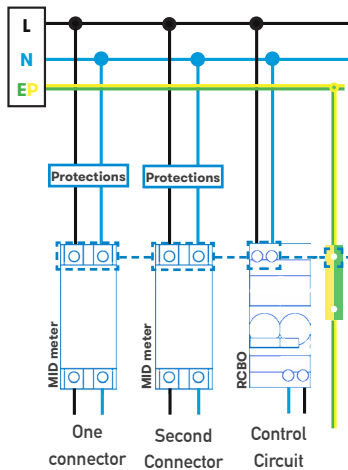 L
N
EP
Protections
Protections
MID meter
MID meter
RCBO
One
connector
Second
Connector
Control
Circuit